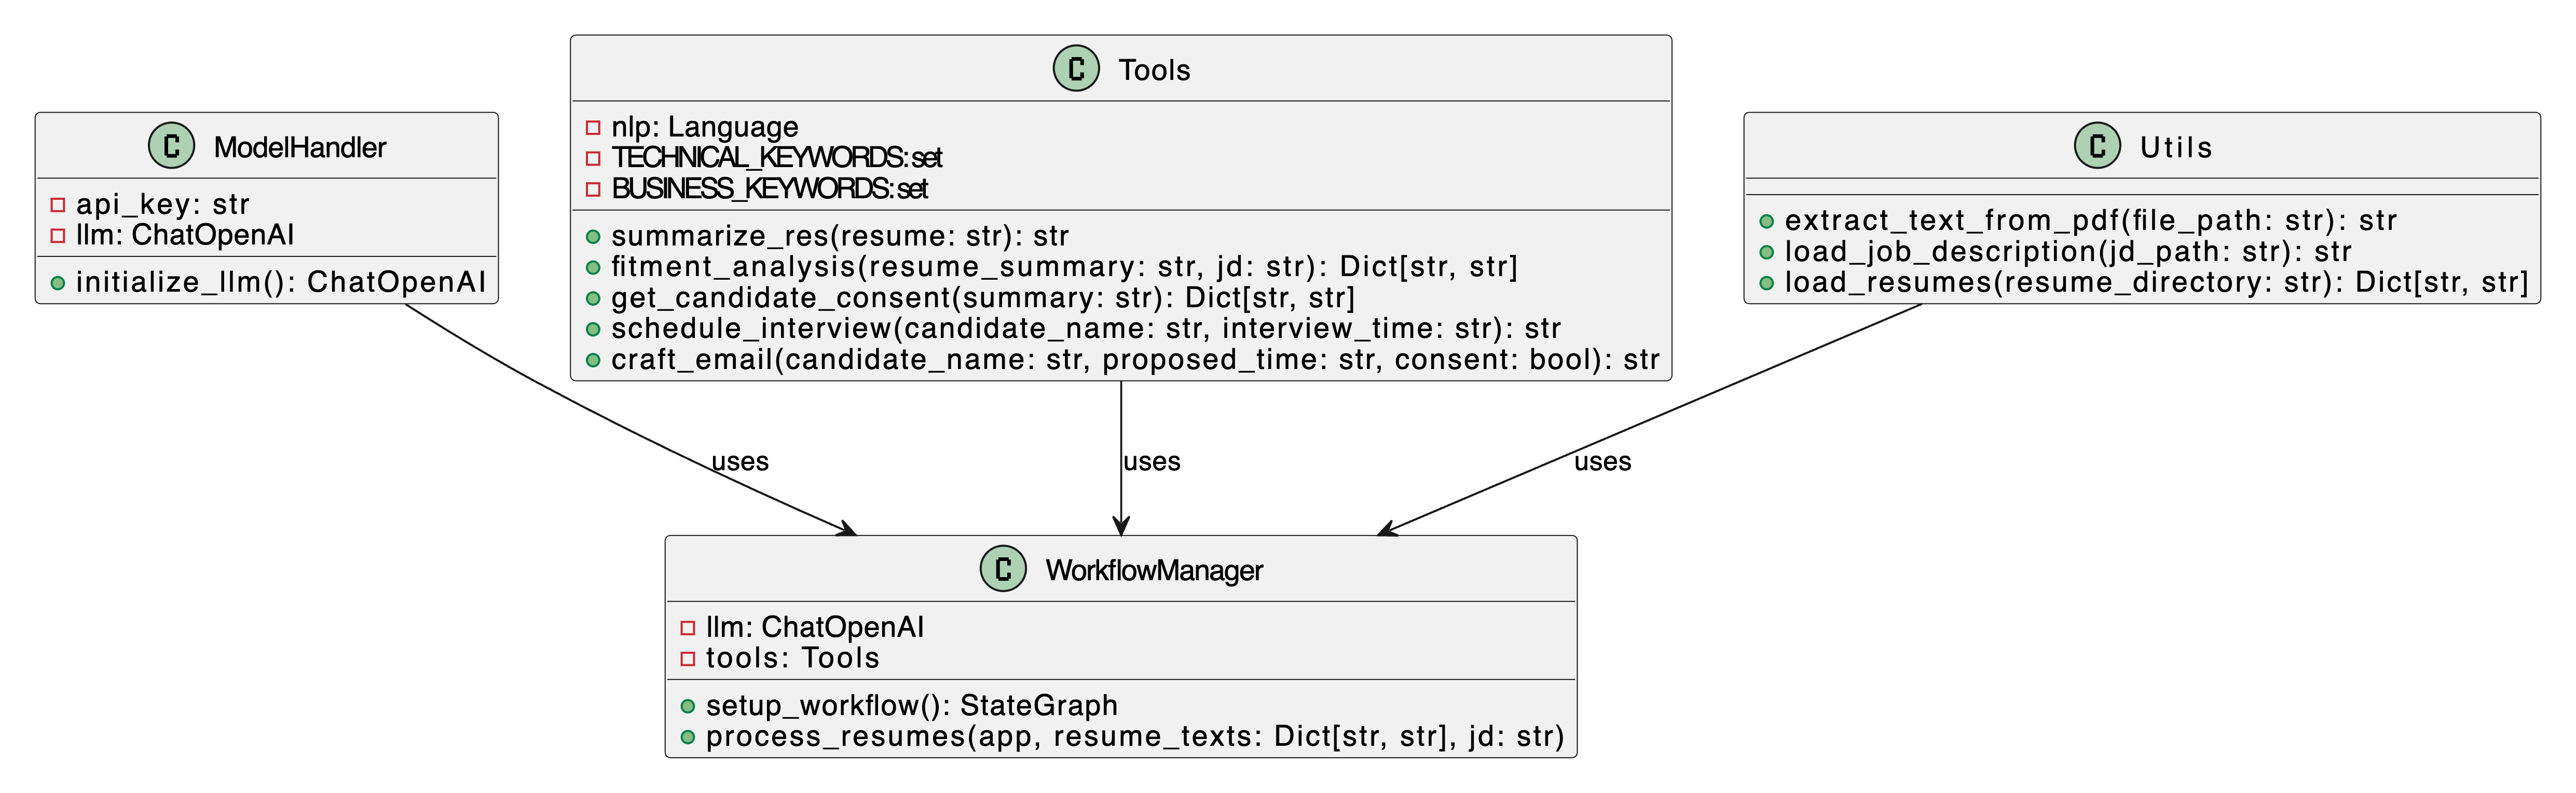 C ModelHandler
api_key: str
llm: ChatOpenAI
initialize_llm(): ChatOpenAI
C Tools
nlp: Language
TECHNICAL_KEYWORDS: set
BUSINESS_KEYWORDS: set
summarize_res(resume: str): str
fitment_analysis(resume_summary: str, jd: str): Dict[str, str]
get_candidate_consent(summary: str): Dict[str, str]
schedule_interview(candidate_name: str, interview_time: str): str
craft_email(candidate_name: str, proposed_time: str, consent: bool): str
C Utils
extract_text_from_pdf(file_path: str): str
load_job_description(jd_path: str): str
load_resumes(resume_directory: str): Dict[str, str]
uses
uses
uses
C WorkflowManager
llm: ChatOpenAI
tools: Tools
setup_workflow(): StateGraph
process_resumes(app, resume_texts: Dict[str, str], jd: str)